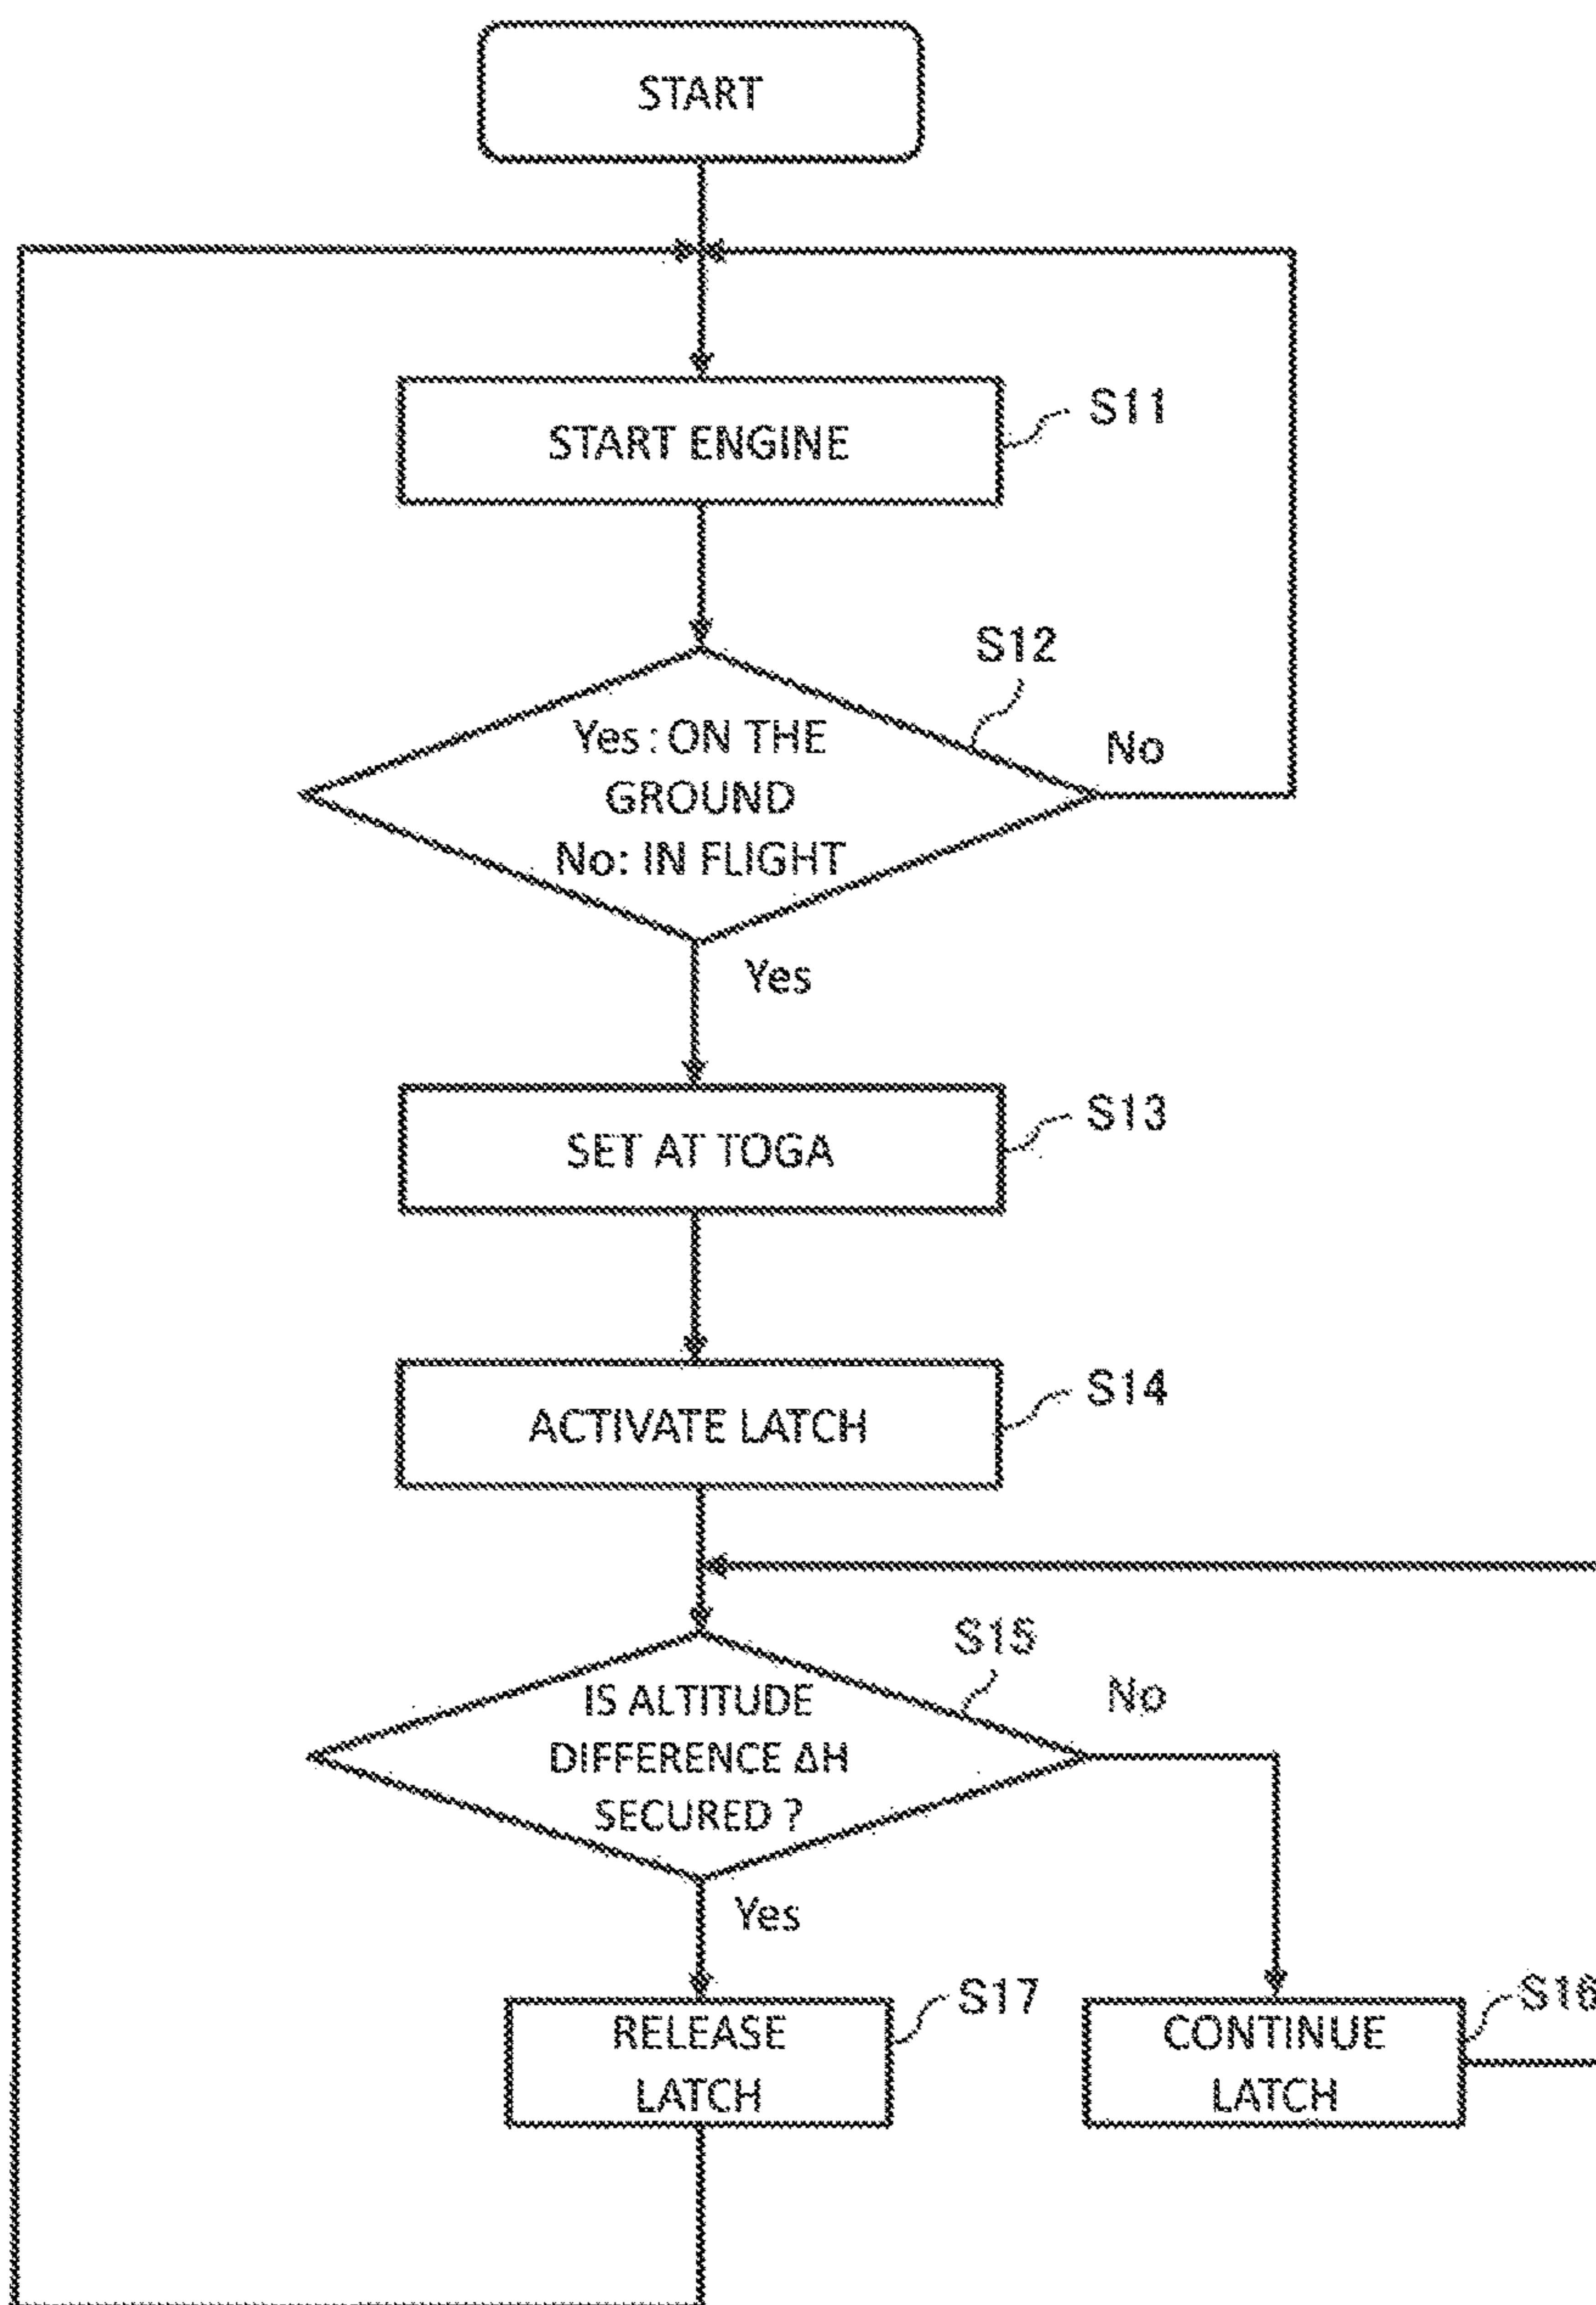 START
START ENGINE
S11
S12
Yes : ON THE
GROUND
No: IN FLIGHT
No
Yes
SET AT TOGA
S13
ACTIVATE LATCH
S14
S15
IS ALTITUDE
DIFFERENCE ΔH
SECURED ?
No
Yes
RELEASE
LATCH
S17
CONTINUE
LATCH
S16